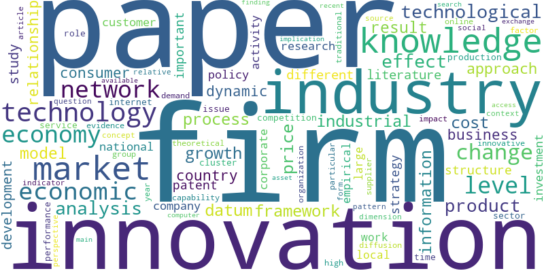 paper
technological
customer
important
activity
knowledge
finding
recent
search
implication
traditional
source
exchange
online
social
production
factor
article
role
study
relationship
research
result
consumer
policy
different
effect
literature
approach
network
dynamic
industry
relative
available
demand
question
internet
issue
technology
process
industrial
competition
impact
access
context
cost
business
innovative
service
evidence
economy
concept
theoretical
firm
price
corporate
change
model
national
group
growth
cluster
market
country
asset
large
empirical
capability
patent
organization
particular
form
supplier
strategy
information
structure
level
investment
development
indicator
economic
year
company
performance
perspective
analysis
datum
framework
pattern
dimension
product
sector
innovation
main
computer
high
work
diffusion
time